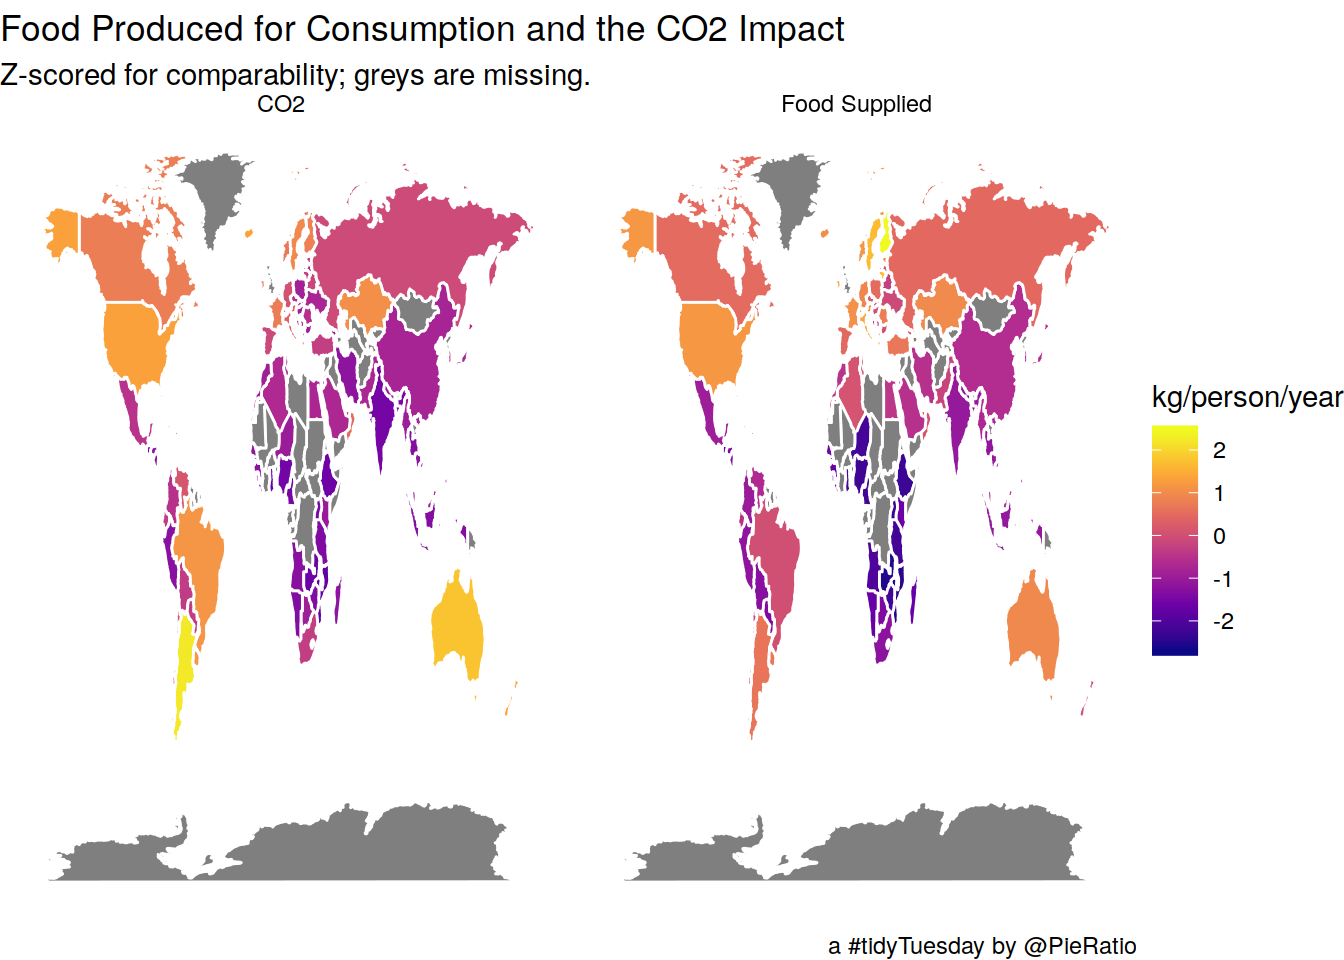 Food Produced for Consumption and the CO2 Impact
Z-scored for comparability; greys are missing.
CO2
Food Supplied
kg/person/year
2
1
0
-1
-2
a #tidyTuesday by @PieRatio